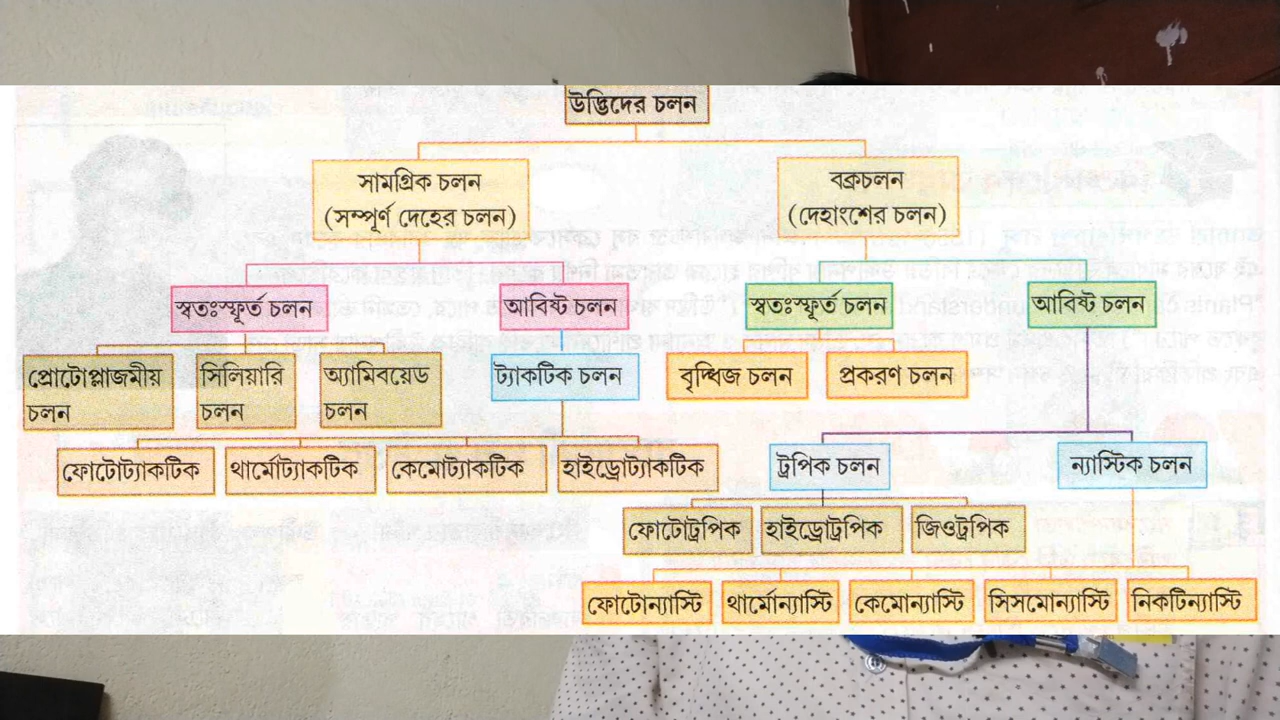 উদ্ভিদের চলন
সামগ্রিক চলন
(সম্পূর্ণ দেহের চলন)
বক্রচলন
(দেহাংশের চলন)
স্বতঃস্ফূর্ত চলন
আবিষ্ট চলন
স্বতঃস্ফূর্ত চলন
আবিষ্ট চলন
প্রোটোপ্লাজমীয়
চলন
সিলিয়ারি
চলন
অ্যামিবয়েড
চলন
ট্যাকটিক চলন
বৃদ্ধিজ চলন
প্রকরণ চলন
ফোটোট্যাকটিক
থার্মোট্যাকটিক
কেমোট্যাকটিক
হাইড্রোট্যাকটিক
ট্রপিক চলন
ন্যাস্টিক চলন
ফোটোট্রপিক
হাইড্রোট্রপিক
জিওট্রপিক
ফোটোন্যাস্টি
থার্মোন্যাস্টি
কেমোন্যাস্টি
সিসমোন্যাস্টি
নিকটিন্যাস্টি